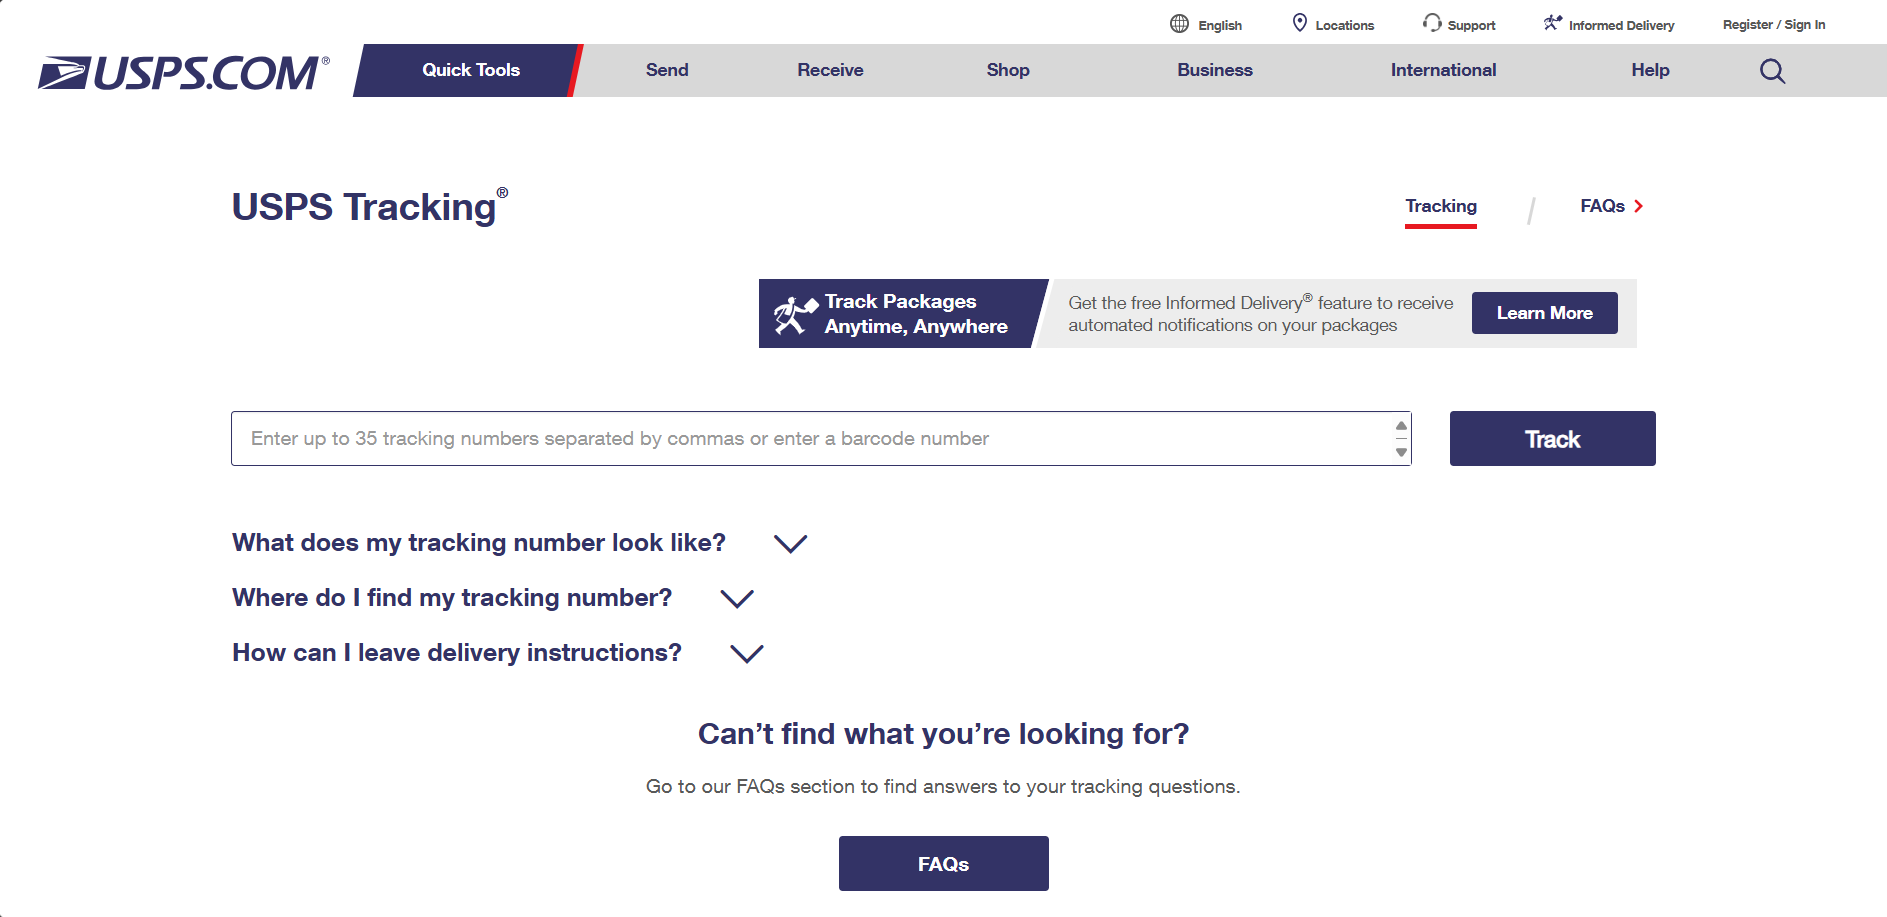 English
Locations
Support
Informed Delivery
Register / Sign In
USPS.COM®
Quick Tools
Send
Receive
Shop
Business
International
Help
USPS Tracking®
Tracking
/
FAQs
Track Packages
Anytime, Anywhere
Get the free Informed Delivery® feature to receive
automated notifications on your packages
Learn More
Enter up to 35 tracking numbers separated by commas or enter a barcode number
Track
What does my tracking number look like?
Where do I find my tracking number?
How can I leave delivery instructions?
Can’t find what you’re looking for?
Go to our FAQs section to find answers to your tracking questions.
FAQs